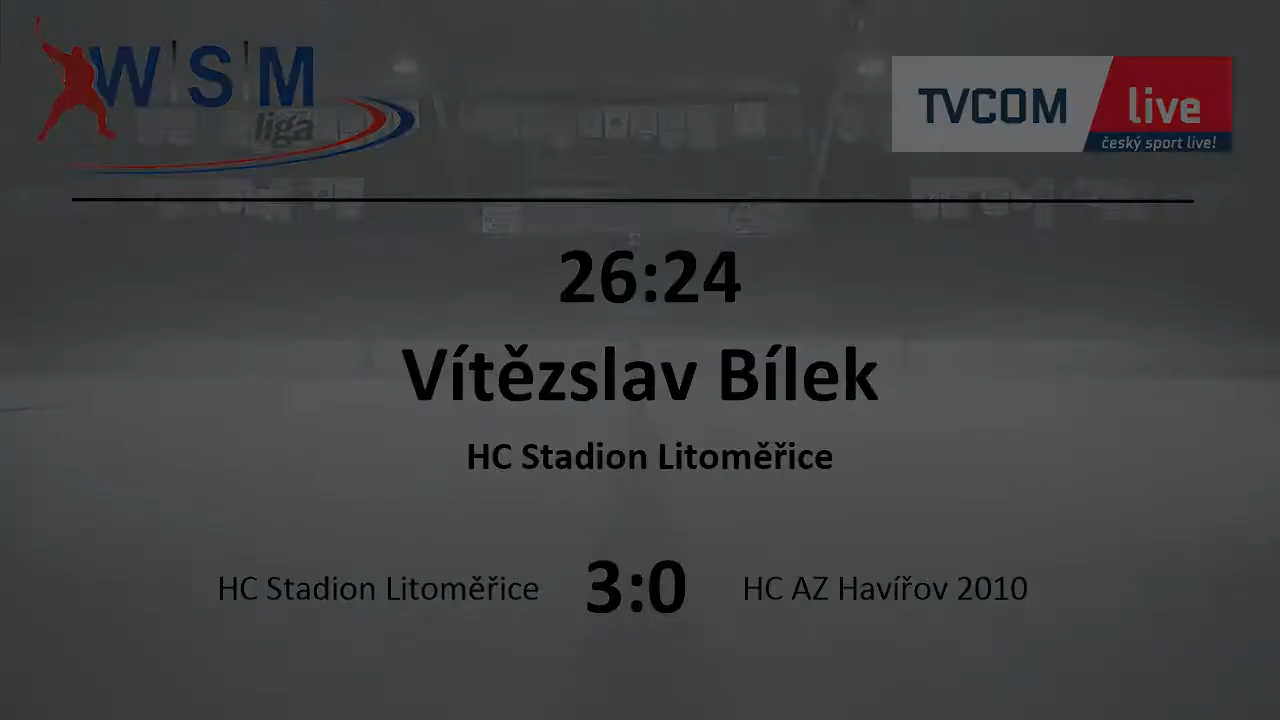 W|S|M
liga
TVCOM live
český sport live!
26:24
Vítězslav Bílek
HC Stadion Litoměřice
HC Stadion Litoměřice 3:0 HC AZ Havířov 2010